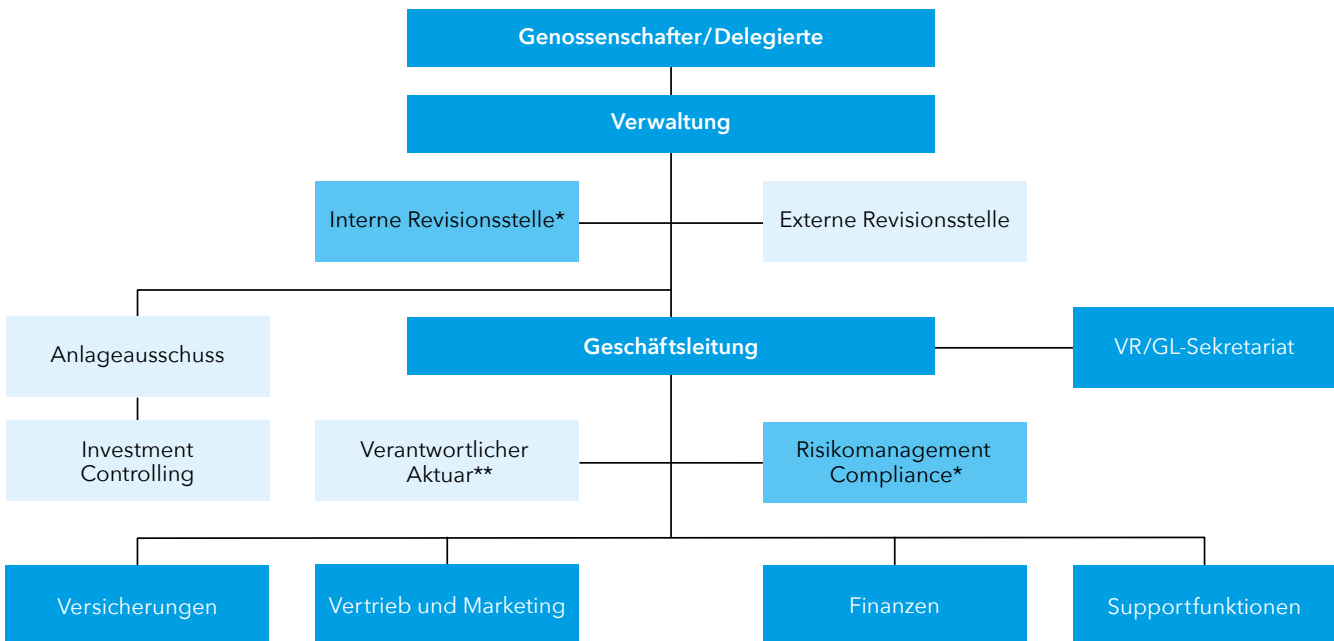 Genossenschafter/Delegierte
Verwaltung
Interne Revisionsstelle*
Externe Revisionsstelle
Anlageausschuss
Geschäftsleitung
VR/GL-Sekretariat
Investment
Controlling
Verantwortlicher
Aktuar**
Risikomanagement
Compliance*
Versicherungen
Vertrieb und Marketing
Finanzen
Supportfunktionen